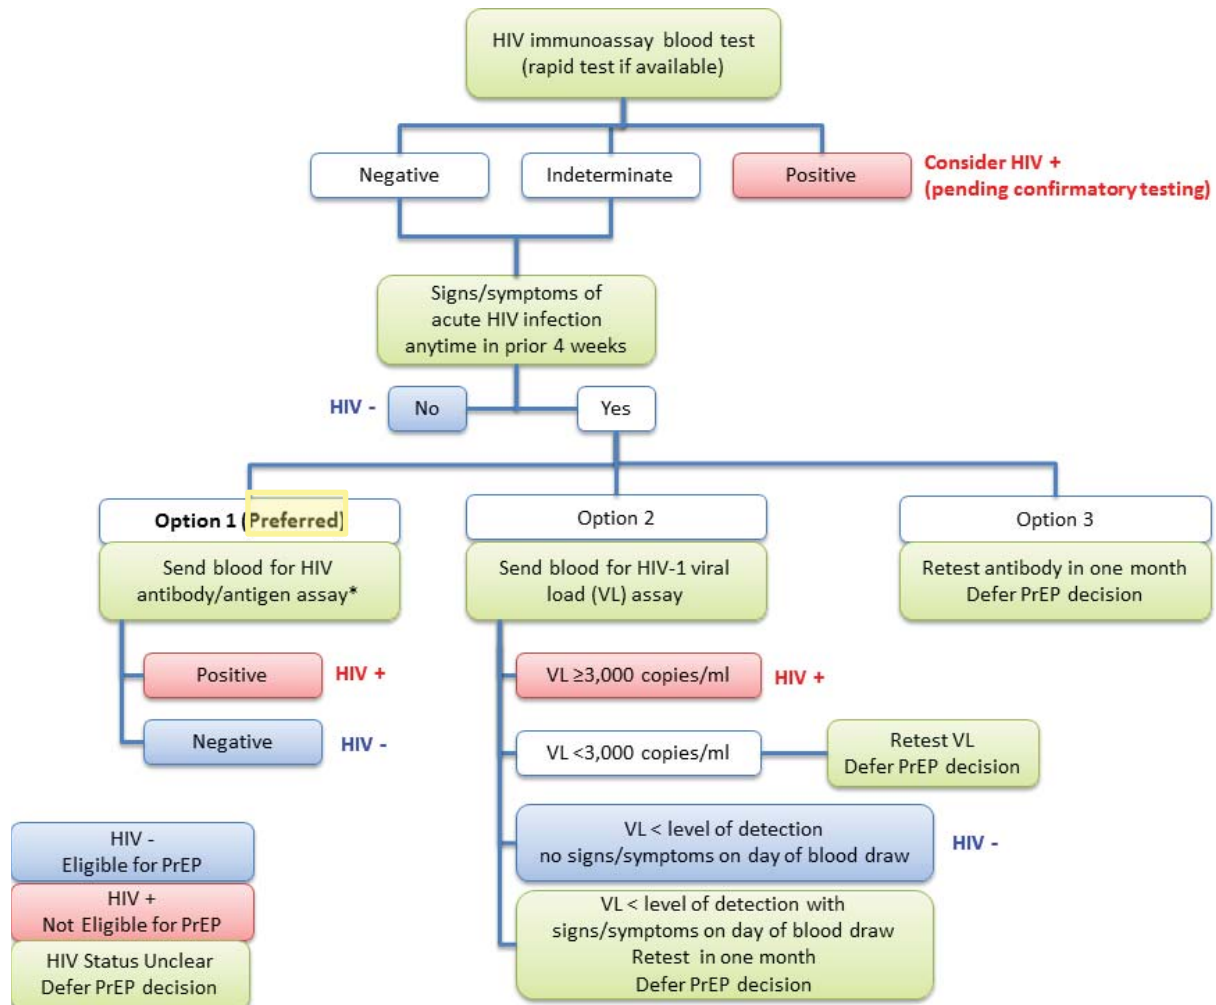 HIV immunoassay blood test
(rapid test if available)
Negative
Indeterminate
Positive
Consider HIV +
(pending confirmatory testing)
Signs/symptoms of
acute HIV infection
anytime in prior 4 weeks
HIV -
No
Yes
Option 1 (Preferred)
Send blood for HIV
antibody/antigen assay*
Positive
HIV +
Negative
HIV -
Option 2
Send blood for HIV-1 viral
load (VL) assay
VL ≥3,000 copies/ml
HIV +
VL <3,000 copies/ml
Retest VL
Defer PrEP decision
VL < level of detection
no signs/symptoms on day of blood draw
HIV -
VL < level of detection with
signs/symptoms on day of blood draw
Retest in one month
Defer PrEP decision
Option 3
Retest antibody in one month
Defer PrEP decision
HIV -
Eligible for PrEP
HIV +
Not Eligible for PrEP
HIV Status Unclear
Defer PrEP decision